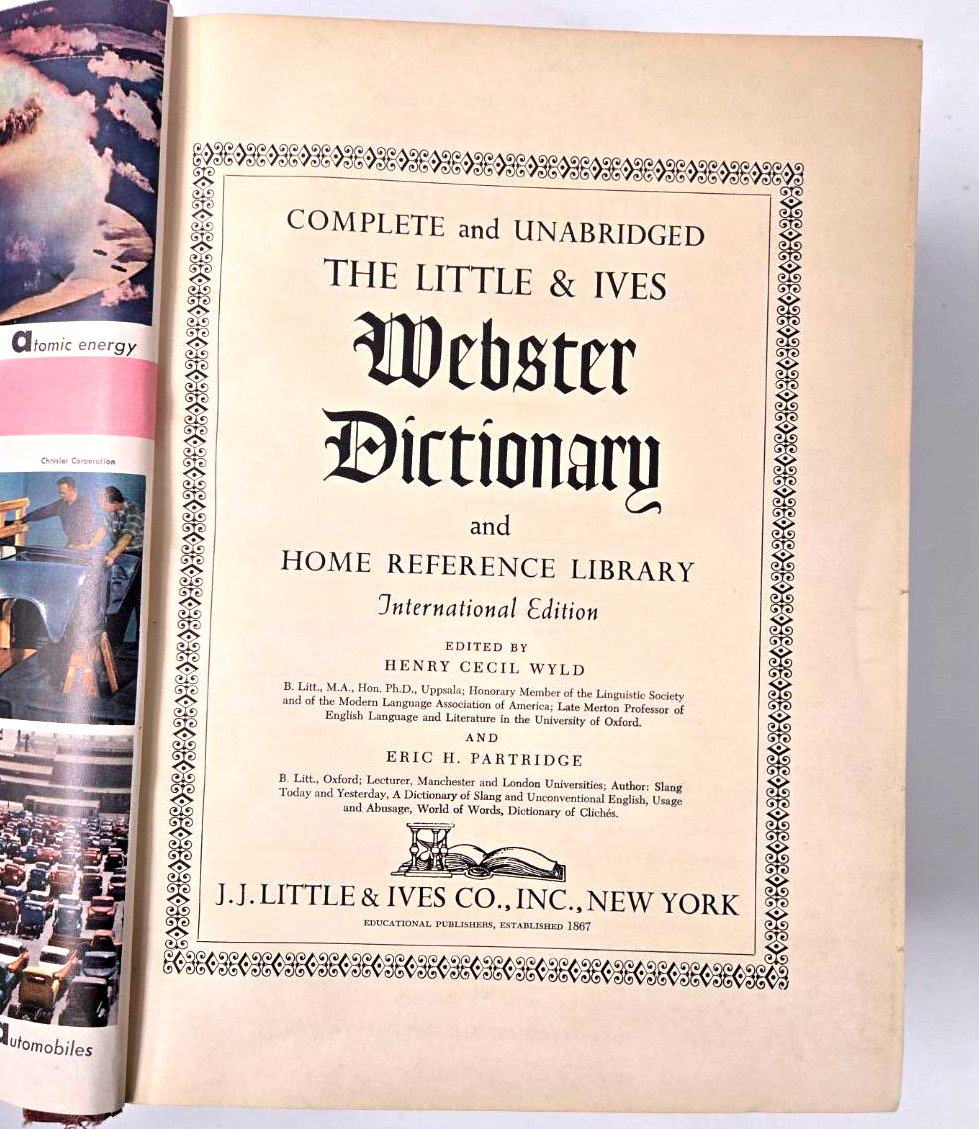 atomic energy
Chrysler Corporation
automobiles
COMPLETE and UNABRIDGED
THE LITTLE & IVES
Webster
Dictionary
and
HOME REFERENCE LIBRARY
International Edition
EDITED BY
HENRY CECIL WYLD
B. Litt., M.A., Hon. Ph.D., Uppsala; Honorary Member of the Linguistic Society
and of the Modern Language Association of America; Late Merton Professor of
English Language and Literature in the University of Oxford.
AND
ERIC H. PARTRIDGE
B. Litt., Oxford; Lecturer, Manchester and London Universities; Author: Slang
Today and Yesterday, A Dictionary of Slang and Unconventional English, Usage
and Abusage, World of Words, Dictionary of Clichés.
J. J. LITTLE & IVES CO., INC., NEW YORK
EDUCATIONAL PUBLISHERS, ESTABLISHED 1867